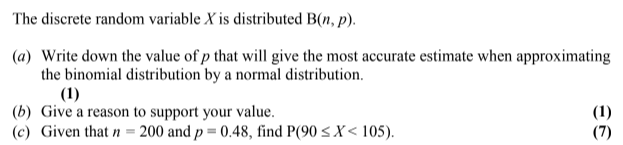 The discrete random variable X is distributed B(n, p).
(a) Write down the value of p that will give the most accurate estimate when approximating
the binomial distribution by a normal distribution.
(1)
(b) Give a reason to support your value. (1)
(c) Given that n = 200 and p = 0.48, find P(90 ≤ X < 105). (7)